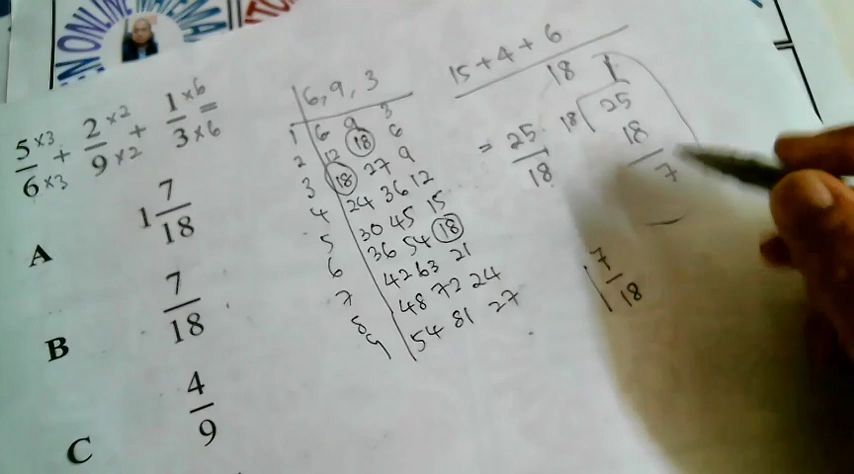 EN ONLINE MATEMA
5/6 ×3 ×3 + 2/9 ×2 ×2 + 1/3 ×6 ×6 =
A 1 7/18
B 7/18
C 4/9
6, 9, 3
1 6 9 3
2 12 18 6
3 18 27 9
4 24 36 12
5 30 45 15
6 36 54 18
7 42 63 21
8 48 72 24
9 54 81 27
15 + 4 + 6
18
= 25/18
1
18 25
18
7
1 7/18